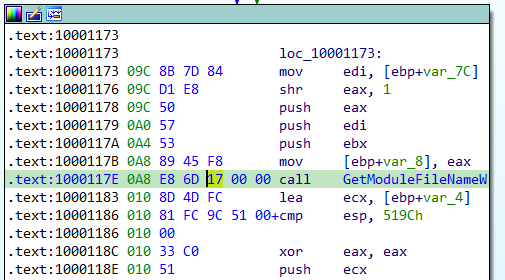 .text:10001173
.text:10001173 loc_10001173:
.text:10001173 09C 8B 7D 84 mov edi, [ebp+var_7C]
.text:10001176 09C D1 E8 shr eax, 1
.text:10001178 09C 50 push eax
.text:10001179 0A0 57 push edi
.text:1000117A 0A4 53 push ebx
.text:1000117B 0A8 89 45 F8 mov [ebp+var_8], eax
.text:1000117E 0A8 E8 6D 17 00 00 call GetModuleFileNameW
.text:10001183 010 8D 4D FC lea ecx, [ebp+var_4]
.text:10001186 010 81 FC 9C 51 00+cmp esp, 519Ch
.text:10001186 010 00
.text:1000118C 010 33 C0 xor eax, eax
.text:1000118E 010 51 push ecx